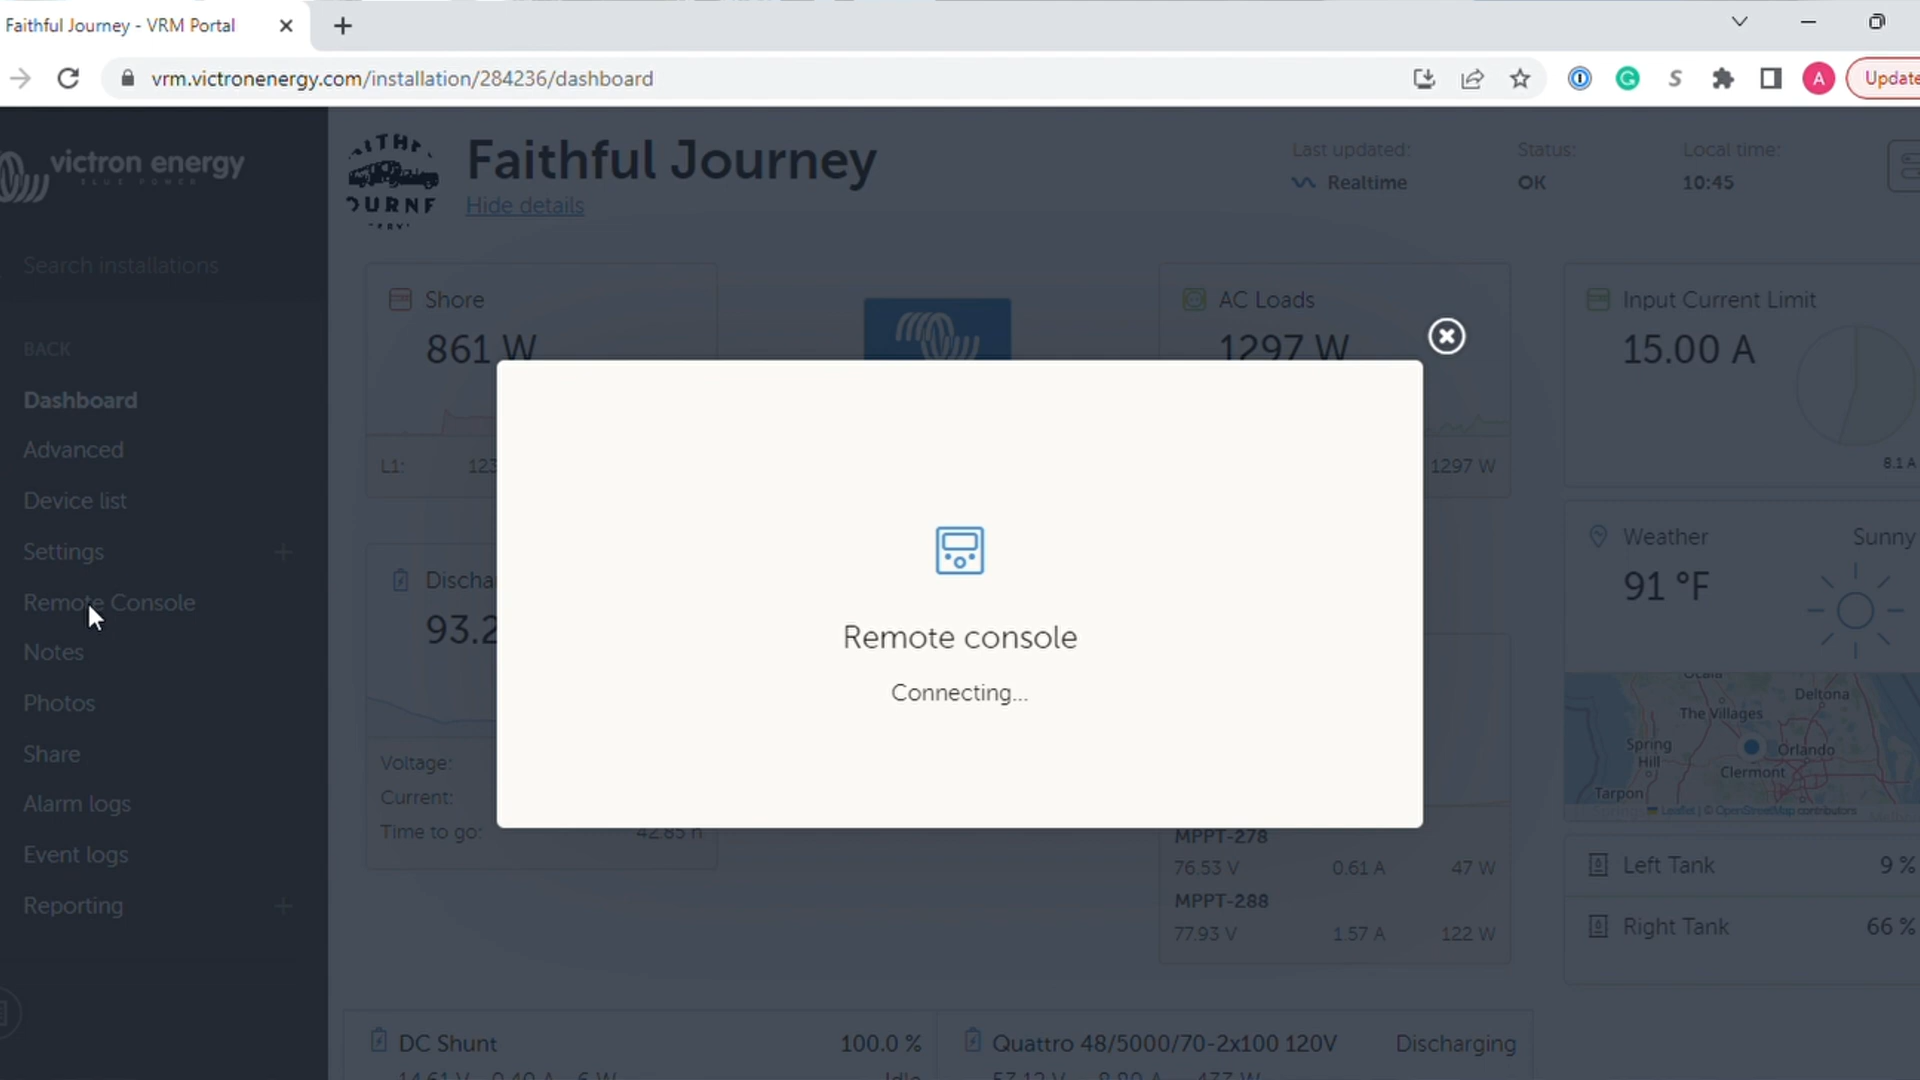 Faithful Journey - VRM Portal
vrm.victronenergy.com/installation/284236/dashboard
S
A
Update
victron energy
BLUE POWER
Faithful Journey
Hide details
Last updated:
Realtime
Status:
OK
Local time:
10:45
Search installations
BACK
Dashboard
Advanced
Device list
Settings
Remote Console
Notes
Photos
Share
Alarm logs
Event logs
Reporting
Shore
861 W
L1:
123
AC Loads
1297 W
1297 W
Input Current Limit
15.00 A
8.1 A
Remote console
Connecting...
Discha
93.2
Voltage:
Current:
Time to go:
42.85 h
Weather
Sunny
91 °F
Ocala
Deltona
The Villages
Spring
Hill
Orlando
Clermont
Tarpon
Leaflet | © OpenStreetMap contributors
MPPT-278
76.53 V 0.61 A 47 W
MPPT-288
77.93 V 1.57 A 122 W
Left Tank 9 %
Right Tank 66 %
DC Shunt 100.0 %
Quattro 48/5000/70-2x100 120V Discharging